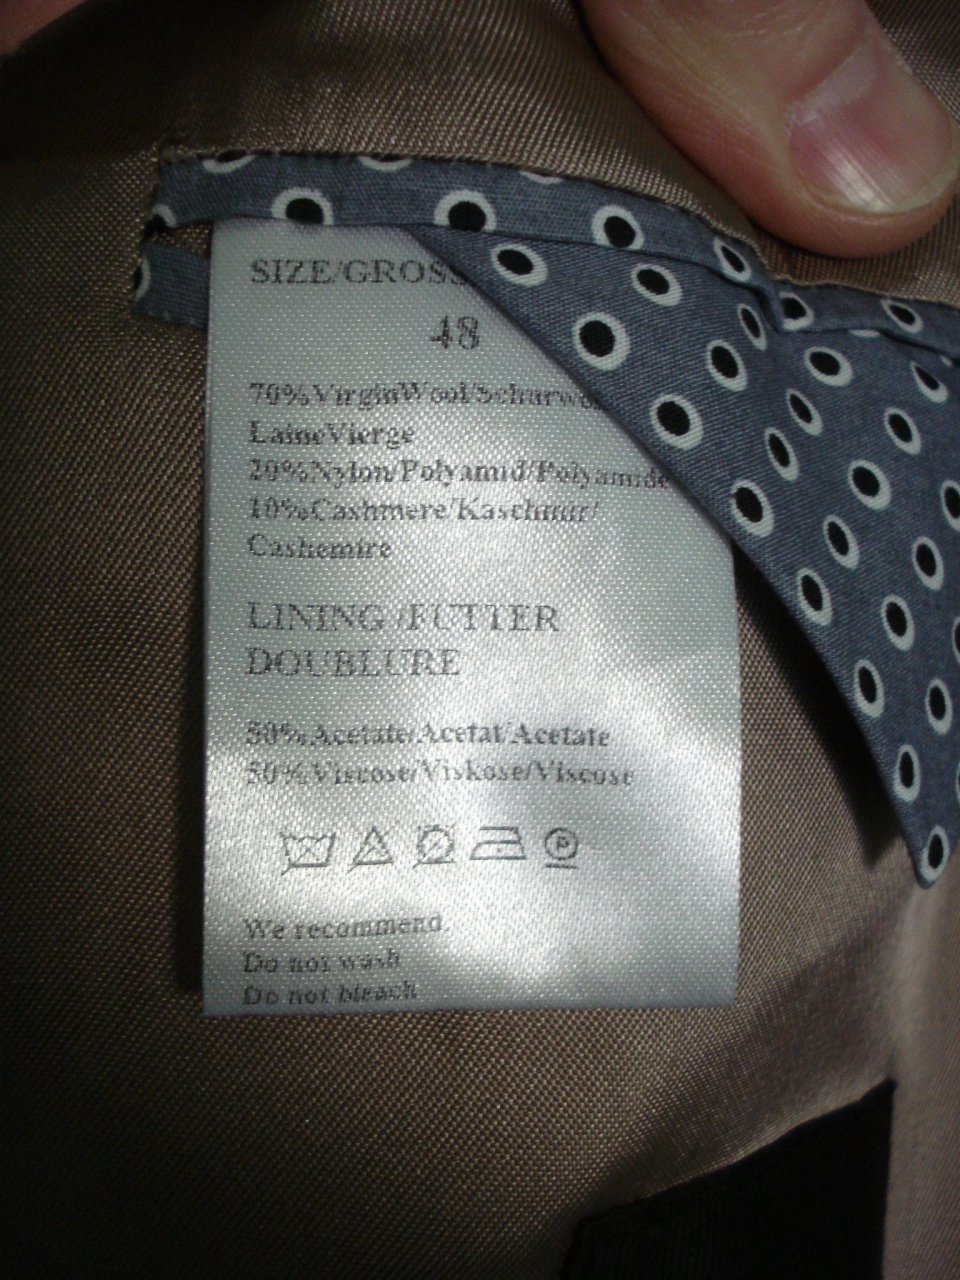 SIZE/GROSS
48
70%VirginWool/Schurwo
LaineVierge
20%Nylon/Polyamid/Polyamide
10%Cashmere/Kaschmir/
Cashemire
LINING /FUTTER
DOUBLURE
50%Acetate/Acetat/Acetate
50%Viscose/Viskose/Viscose
P
We recommend
Do not wash
Do not bleach